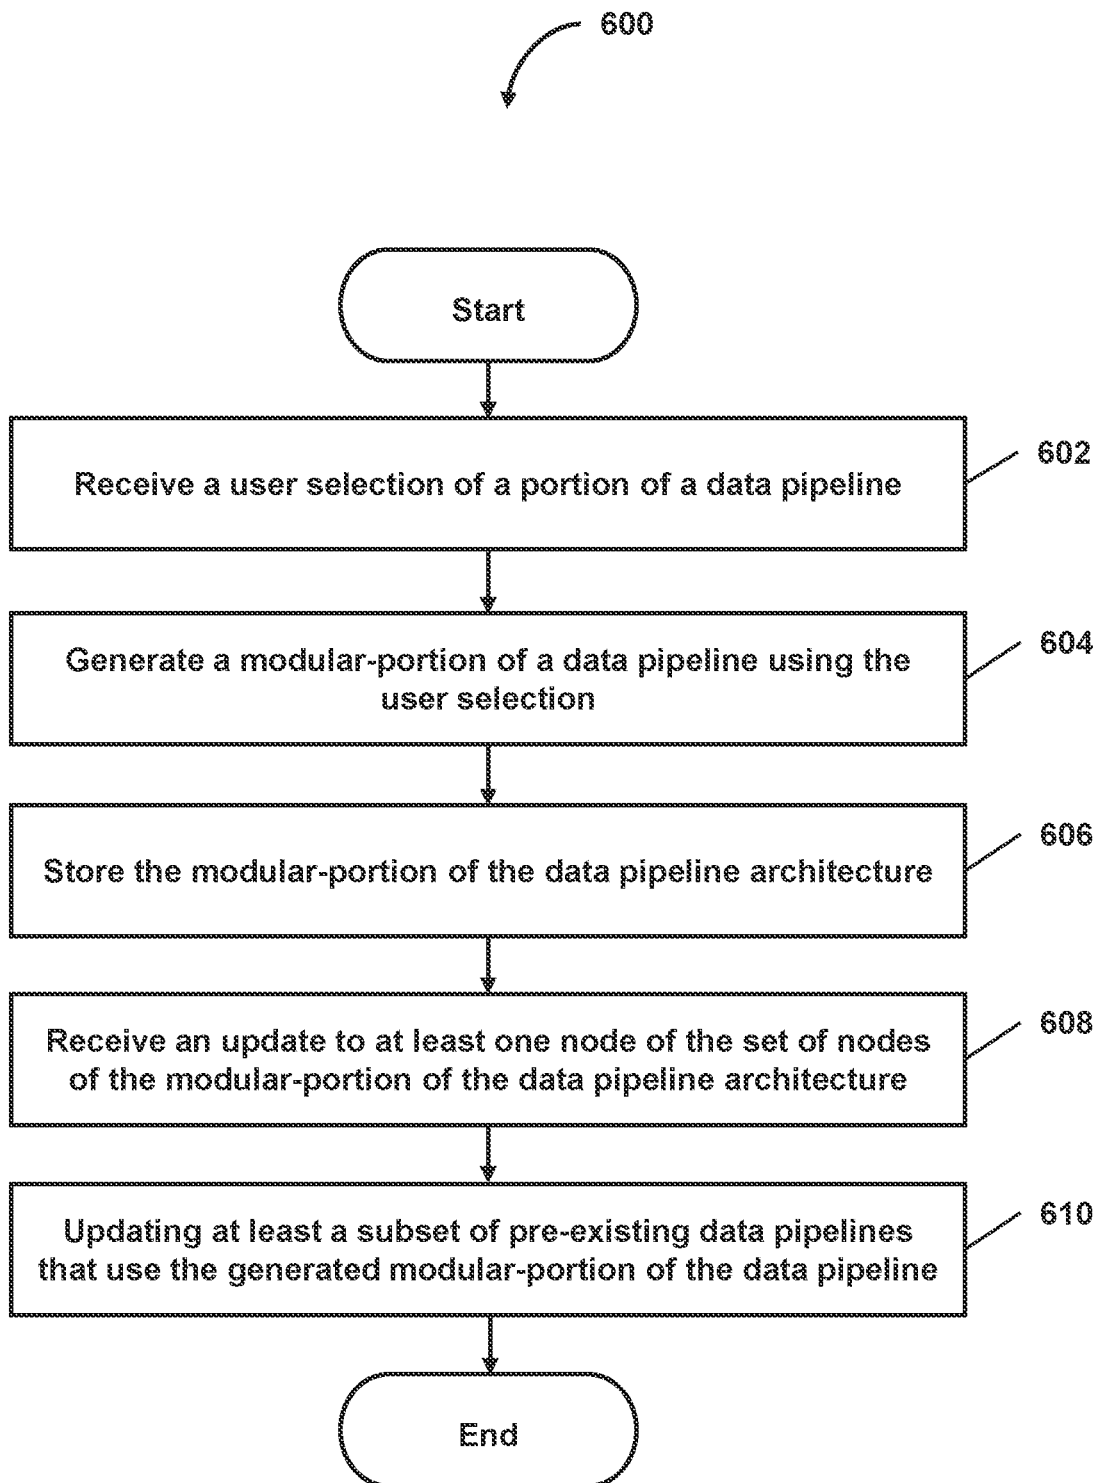 600
Start
Receive a user selection of a portion of a data pipeline
602
Generate a modular-portion of a data pipeline using the
user selection
604
Store the modular-portion of the data pipeline architecture
606
Receive an update to at least one node of the set of nodes
of the modular-portion of the data pipeline architecture
608
Updating at least a subset of pre-existing data pipelines
that use the generated modular-portion of the data pipeline
610
End